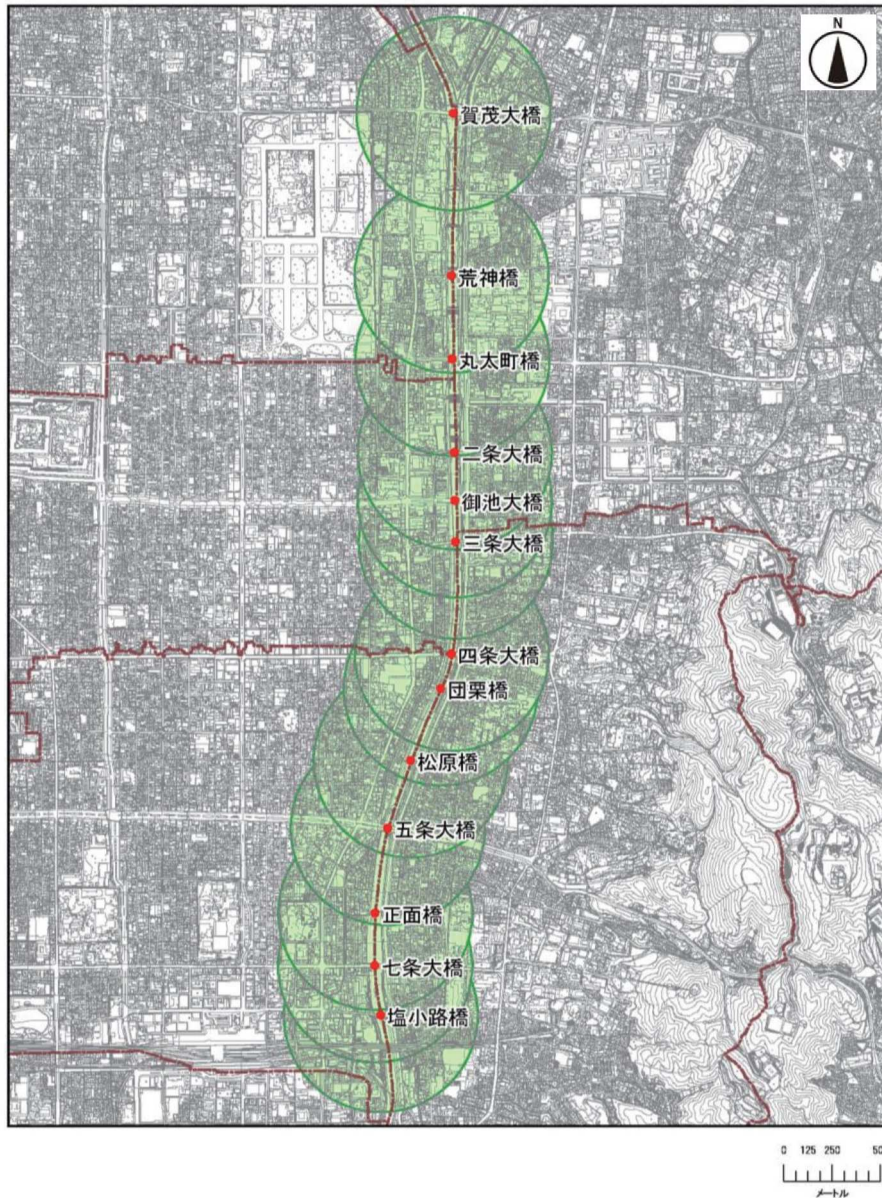 N
賀茂大橋
荒神橋
丸太町橋
二条大橋
御池大橋
三条大橋
四条大橋
団栗橋
松原橋
五条大橋
正面橋
七条大橋
塩小路橋
0 125 250 50
メートル